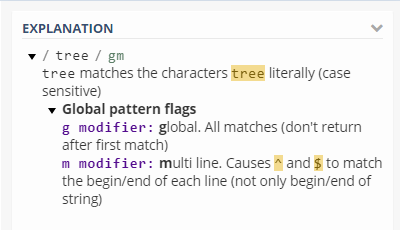 EXPLANATION
/ tree / gm
tree matches the characters tree literally (case
sensitive)
Global pattern flags
g modifier: global. All matches (don't return
after first match)
m modifier: multi line. Causes ^ and $ to match
the begin/end of each line (not only begin/end of
string)